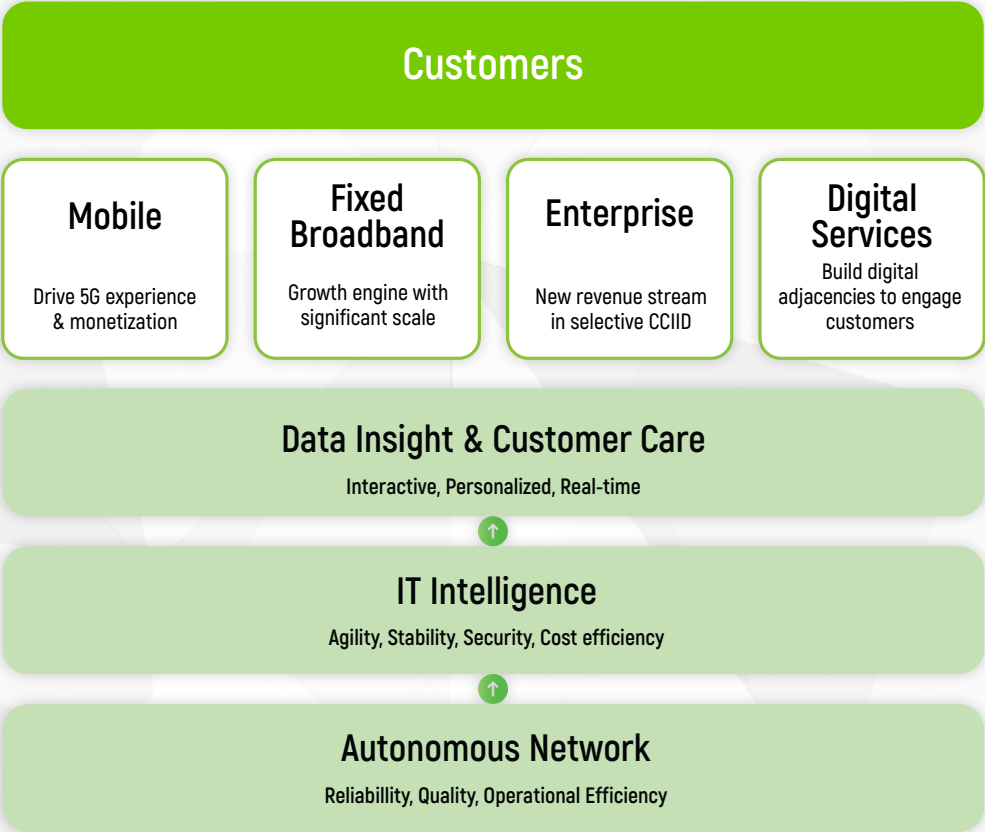 Customers
Mobile
Drive 5G experience
& monetization
Fixed
Broadband
Growth engine with
significant scale
Enterprise
New revenue stream
in selective CCIID
Digital
Services
Build digital
adjacencies to engage
customers
Data Insight & Customer Care
Interactive, Personalized, Real-time
IT Intelligence
Agility, Stability, Security, Cost efficiency
Autonomous Network
Reliabillity, Quality, Operational Efficiency